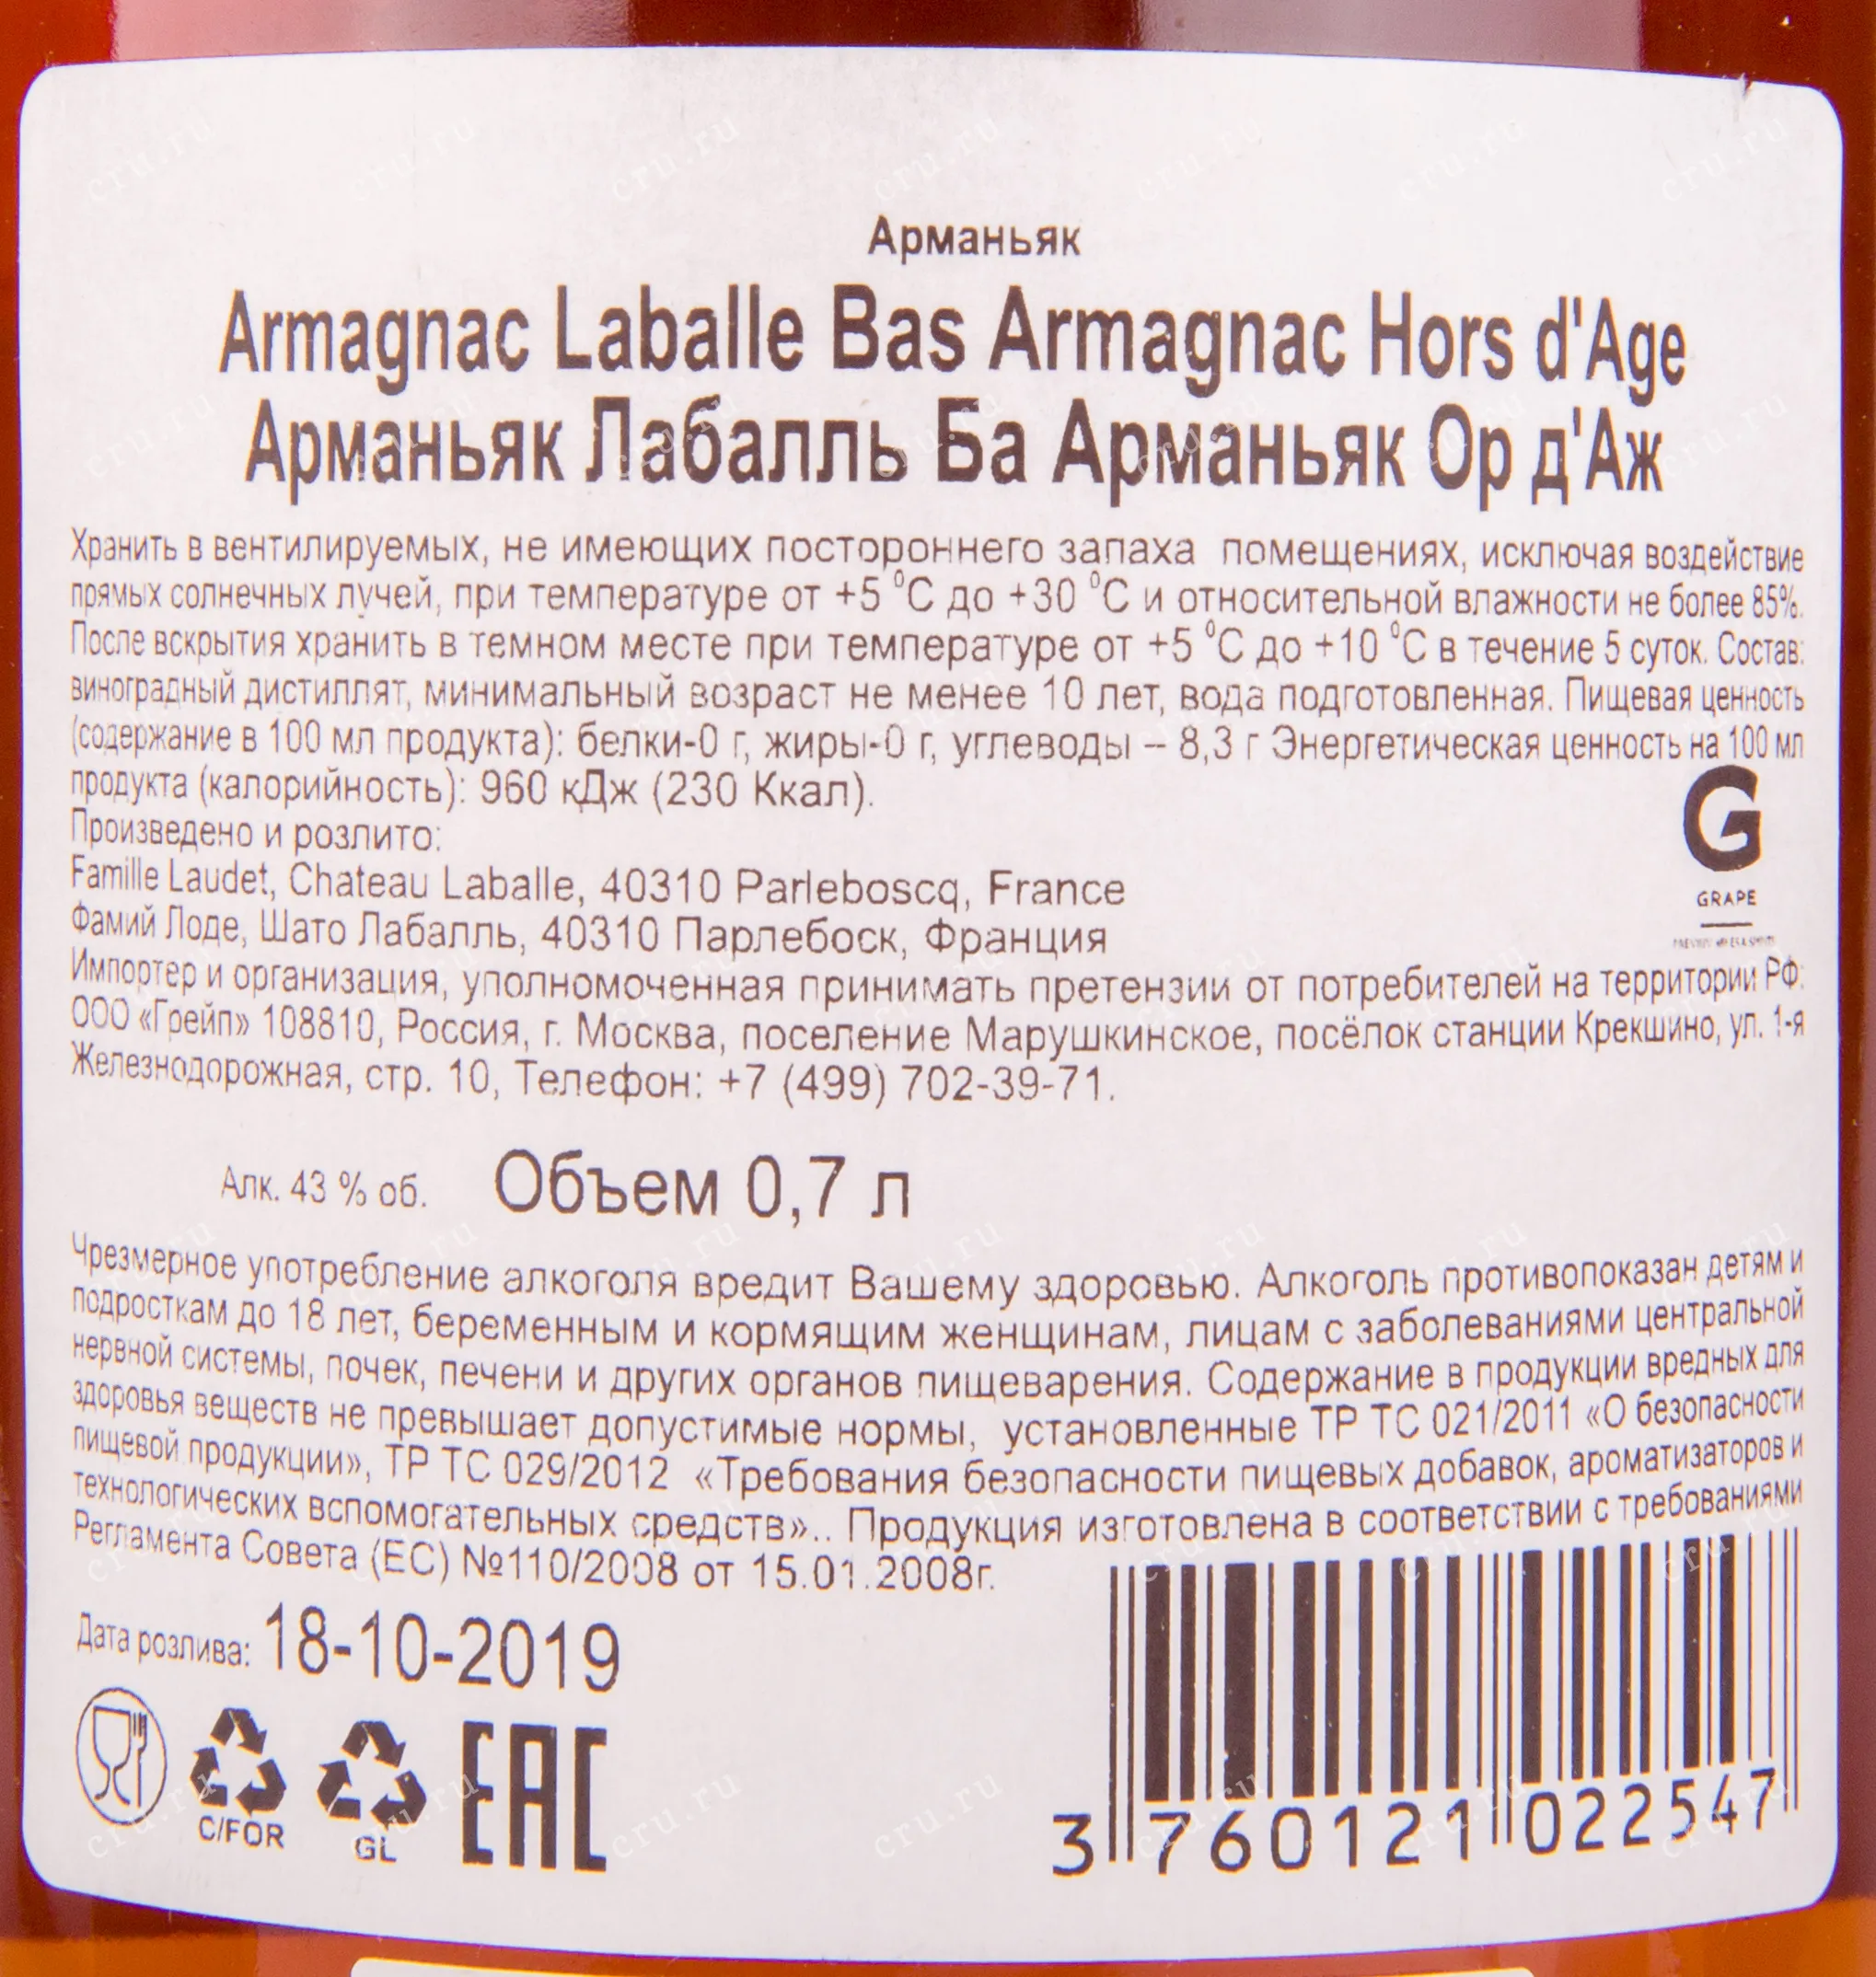 Арманьяк
Armagnac Laballe Bas Armagnac Hors d'Age
Арманьяк Лабалль Ба Арманьяк Ор д'Аж
Хранить в вентилируемых, не имеющих постороннего запаха помещениях, исключая воздействие
прямых солнечных лучей, при температуре от +5 °C до +30 °C и относительной влажности не более 85%.
После вскрытия хранить в темном месте при температуре от +5 °C до +10 °C в течение 5 суток. Состав:
виноградный дистиллят, минимальный возраст не менее 10 лет, вода подготовленная. Пищевая ценность
(содержание в 100 мл продукта): белки-0 г, жиры-0 г, углеводы – 8,3 г Энергетическая ценность на 100 мл
продукта (калорийность): 960 кДж (230 Ккал).
Произведено и розлито:
Famille Laudet, Chateau Laballe, 40310 Parleboscq, France
Фамий Лоде, Шато Лабалль, 40310 Парлебоск, Франция
G
GRAPE
Импортер и организация, уполномоченная принимать претензии от потребителей на территории РФ:
ООО «Грейп» 108810, Россия, г. Москва, поселение Марушкинское, посёлок станции Крекшино, ул. 1-я
Железнодорожная, стр. 10, Телефон: +7 (499) 702-39-71.
Алк. 43 % об. Объем 0,7 л
Чрезмерное употребление алкоголя вредит Вашему здоровью. Алкоголь противопоказан детям и
подросткам до 18 лет, беременным и кормящим женщинам, лицам с заболеваниями центральной
нервной системы, почек, печени и других органов пищеварения. Содержание в продукции вредных для
здоровья веществ не превышает допустимые нормы, установленные ТР ТС 021/2011 «О безопасности
пищевой продукции», ТР ТС 029/2012 «Требования безопасности пищевых добавок, ароматизаторов и
технологических вспомогательных средств».. Продукция изготовлена в соответствии с требованиями
Регламента Совета (ЕС) №110/2008 от 15.01.2008г.
Дата розлива: 18-10-2019
C/FOR
GL
EAC
3 760121 022547
cru.ru